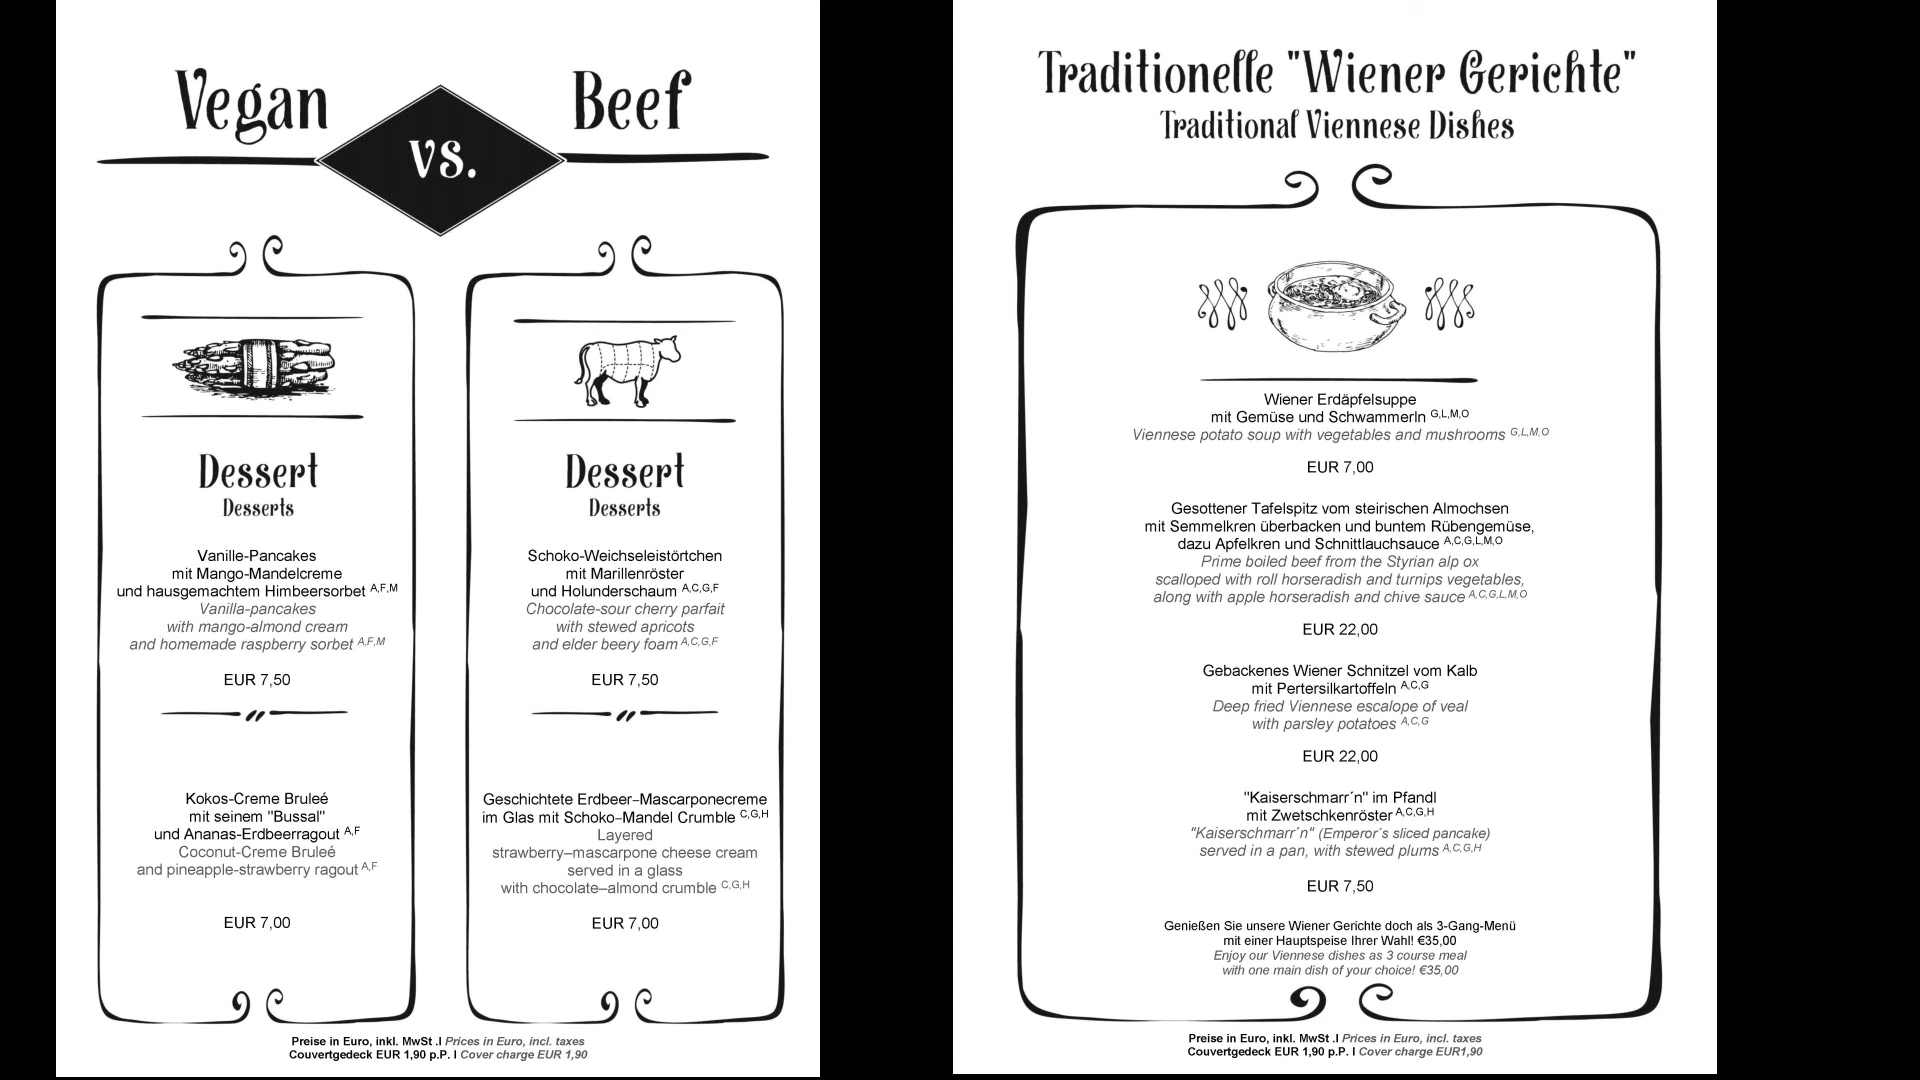 Vegan
vs.
Beef
Dessert
Desserts
Vanille-Pancakes
mit Mango-Mandelcreme
und hausgemachtem Himbeersorbet A,F,M
Vanilla-pancakes
with mango-almond cream
and homemade raspberry sorbet A,F,M
EUR 7,50
Kokos-Creme Bruleé
mit seinem "Bussal"
und Ananas-Erdbeerragout A,F
Coconut-Creme Bruleé
and pineapple-strawberry ragout A,F
EUR 7,00
Dessert
Desserts
Schoko-Weichseleistörtchen
mit Marillenröster
und Holunderschaum A,C,G,F
Chocolate-sour cherry parfait
with stewed apricots
and elder beery foam A,C,G,F
EUR 7,50
Geschichtete Erdbeer–Mascarponecreme
im Glas mit Schoko–Mandel Crumble C,G,H
Layered
strawberry–mascarpone cheese cream
served in a glass
with chocolate–almond crumble C,G,H
EUR 7,00
Preise in Euro, inkl. MwSt .I Prices in Euro, incl. taxes
Couvertgedeck EUR 1,90 p.P. I Cover charge EUR 1,90
Traditionelle "Wiener Gerichte"
Traditional Viennese Dishes
Wiener Erdäpfelsuppe
mit Gemüse und Schwammerln G,L,M,O
Viennese potato soup with vegetables and mushrooms G,L,M,O
EUR 7,00
Gesottener Tafelspitz vom steirischen Almochsen
mit Semmelkren überbacken und buntem Rübengemüse,
dazu Apfelkren und Schnittlauchsauce A,C,G,L,M,O
Prime boiled beef from the Styrian alp ox
scalloped with roll horseradish and turnips vegetables,
along with apple horseradish and chive sauce A,C,G,L,M,O
EUR 22,00
Gebackenes Wiener Schnitzel vom Kalb
mit Pertersilkartoffeln A,C,G
Deep fried Viennese escalope of veal
with parsley potatoes A,C,G
EUR 22,00
"Kaiserschmarr´n" im Pfandl
mit Zwetschkenröster A,C,G,H
"Kaiserschmarr´n" (Emperor´s sliced pancake)
served in a pan, with stewed plums A,C,G,H
EUR 7,50
Genießen Sie unsere Wiener Gerichte doch als 3-Gang-Menü
mit einer Hauptspeise Ihrer Wahl! €35,00
Enjoy our Viennese dishes as 3 course meal
with one main dish of your choice! €35,00
Preise in Euro, inkl. MwSt .I Prices in Euro, incl. taxes
Couvertgedeck EUR 1,90 p.P. I Cover charge EUR1,90